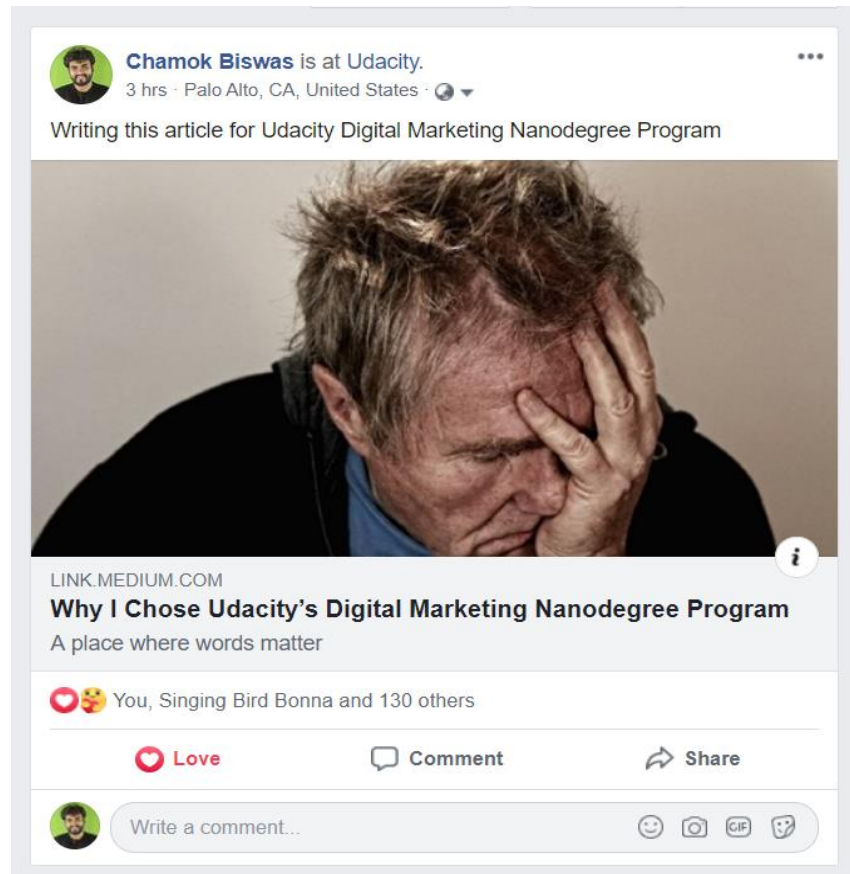 Chamok Biswas is at Udacity.
3 hrs · Palo Alto, CA, United States ·
Writing this article for Udacity Digital Marketing Nanodegree Program
i
LINK.MEDIUM.COM
Why I Chose Udacity's Digital Marketing Nanodegree Program
A place where words matter
You, Singing Bird Bonna and 130 others
Love Comment Share
Write a comment... GIF